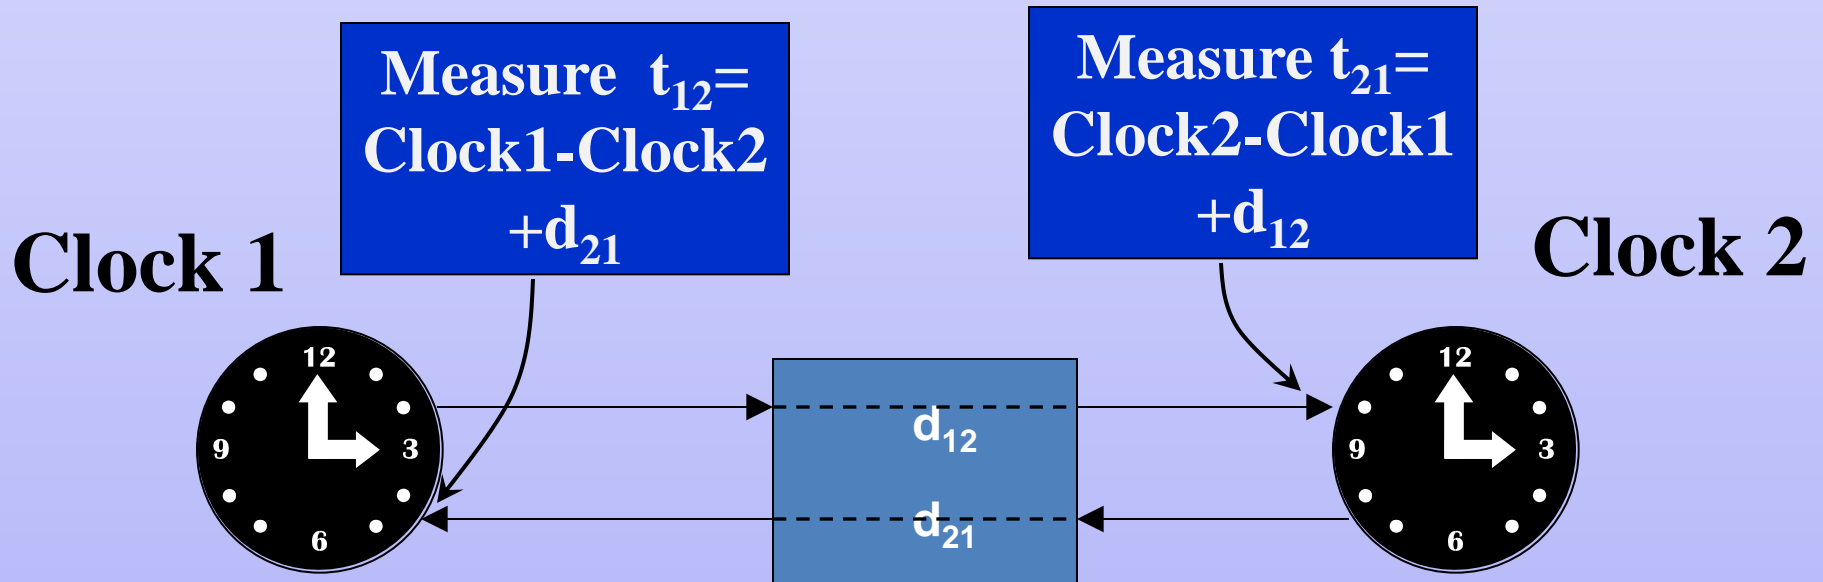 Measure t₁₂=
Clock1-Clock2
+d₂₁
Measure t₂₁=
Clock2-Clock1
+d₁₂
Clock 1
Clock 2
12
9
3
6
d₁₂
d₂₁
12
9
3
6